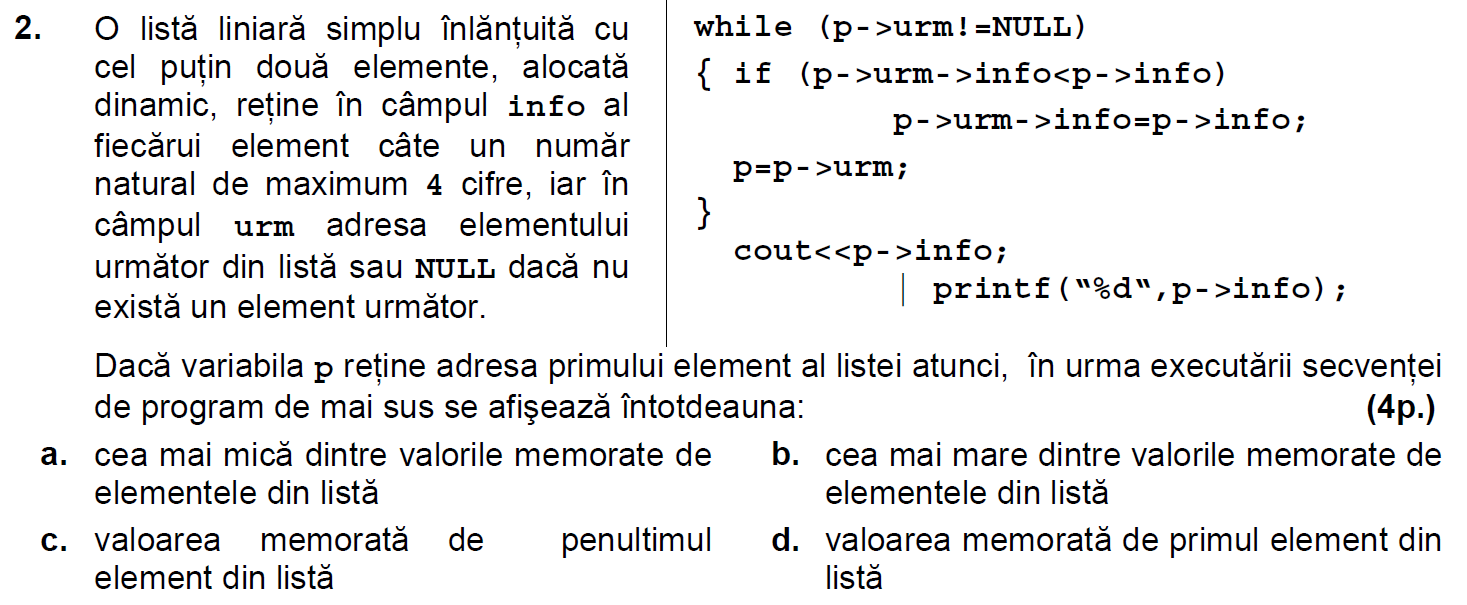 2. O listă liniară simplu înlănțuită cu
cel puțin două elemente, alocată
dinamic, reține în câmpul info al
fiecărui element câte un număr
natural de maximum 4 cifre, iar în
câmpul urm adresa elementului
următor din listă sau NULL dacă nu
există un element următor.
while (p->urm!=NULL)
{ if (p->urm->info<p->info)
p->urm->info=p->info;
p=p->urm;
}
cout<<p->info;
| printf(“%d“,p->info);
Dacă variabila p reține adresa primului element al listei atunci, în urma executării secvenței
de program de mai sus se afişează întotdeauna: (4p.)
a. cea mai mică dintre valorile memorate de
elementele din listă
b. cea mai mare dintre valorile memorate de
elementele din listă
c. valoarea memorată de penultimul
element din listă
d. valoarea memorată de primul element din
listă